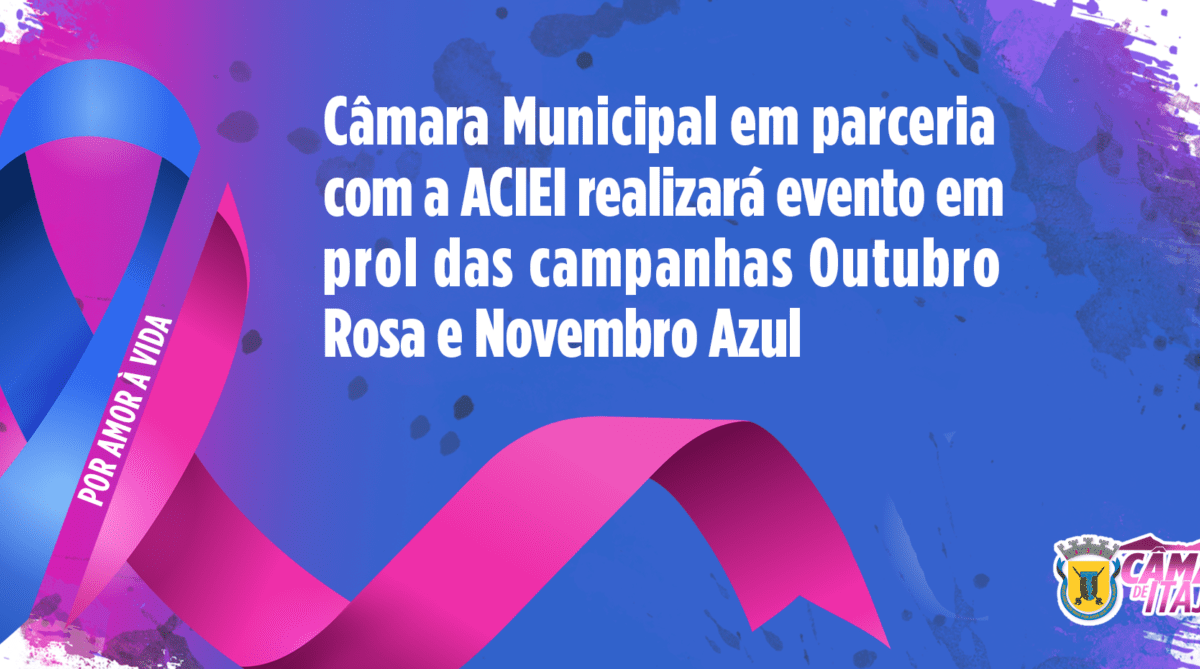 Câmara Municipal em parceria
com a ACIEI realizará evento em
prol das campanhas Outubro
Rosa e Novembro Azul
POR AMOR À VIDA
DE